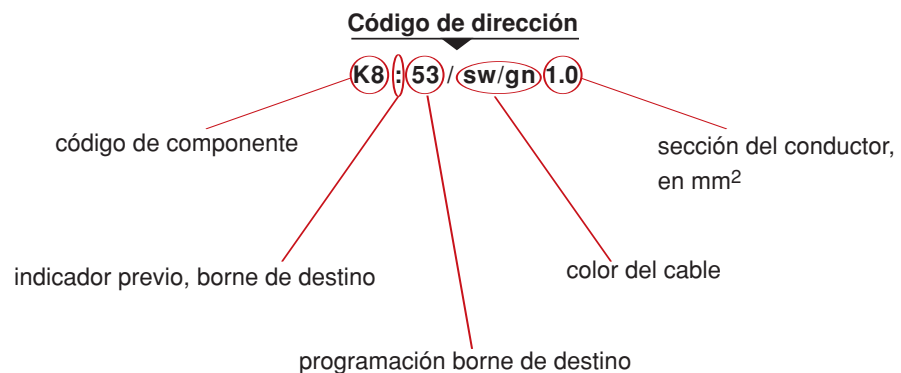 Código de dirección
K8 : 53 / sw/gn 1.0
código de componente
sección del conductor,
en mm²
indicador previo, borne de destino
color del cable
programación borne de destino